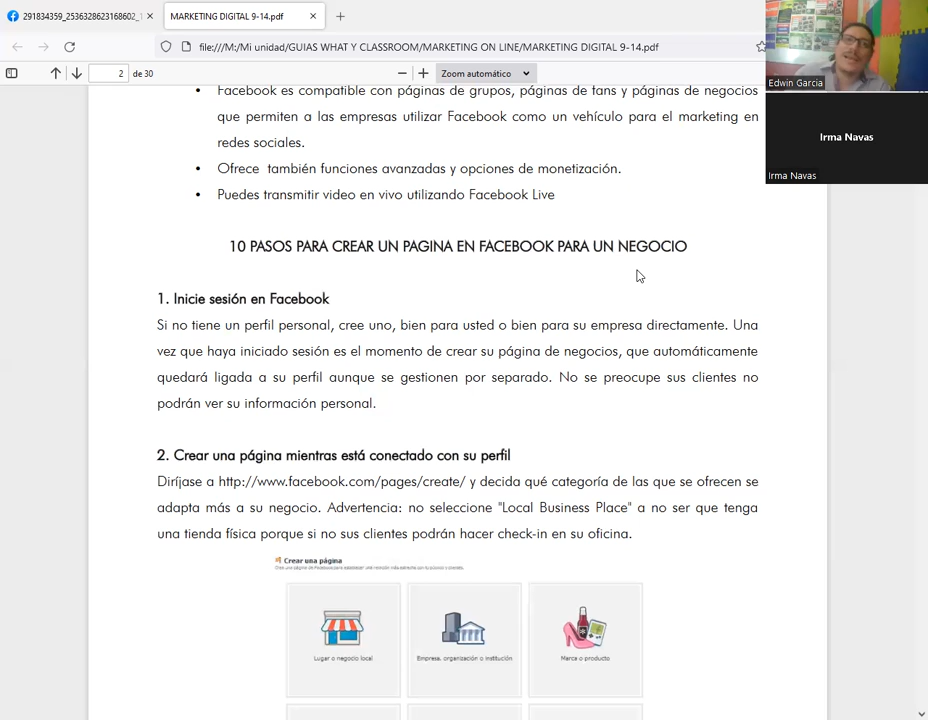 291834359_2536328623168602_1
MARKETING DIGITAL 9-14.pdf
file:///M:/Mi unidad/GUIAS WHAT Y CLASSROOM/MARKETING ON LINE/MARKETING DIGITAL 9-14.pdf
2 de 30
Zoom automático
Edwin Garcia
Irma Navas
Irma Navas
• Facebook es compatible con páginas de grupos, páginas de fans y páginas de negocios
que permiten a las empresas utilizar Facebook como un vehículo para el marketing en
redes sociales.
• Ofrece también funciones avanzadas y opciones de monetización.
• Puedes transmitir video en vivo utilizando Facebook Live
10 PASOS PARA CREAR UN PAGINA EN FACEBOOK PARA UN NEGOCIO
1. Inicie sesión en Facebook
Si no tiene un perfil personal, cree uno, bien para usted o bien para su empresa directamente. Una
vez que haya iniciado sesión es el momento de crear su página de negocios, que automáticamente
quedará ligada a su perfil aunque se gestionen por separado. No se preocupe sus clientes no
podrán ver su información personal.
2. Crear una página mientras está conectado con su perfil
Diríjase a http://www.facebook.com/pages/create/ y decida qué categoría de las que se ofrecen se
adapta más a su negocio. Advertencia: no seleccione "Local Business Place" a no ser que tenga
una tienda física porque si no sus clientes podrán hacer check-in en su oficina.
Crear una página
Lugar o negocio local
Empresa, organización o institución
Marca o producto